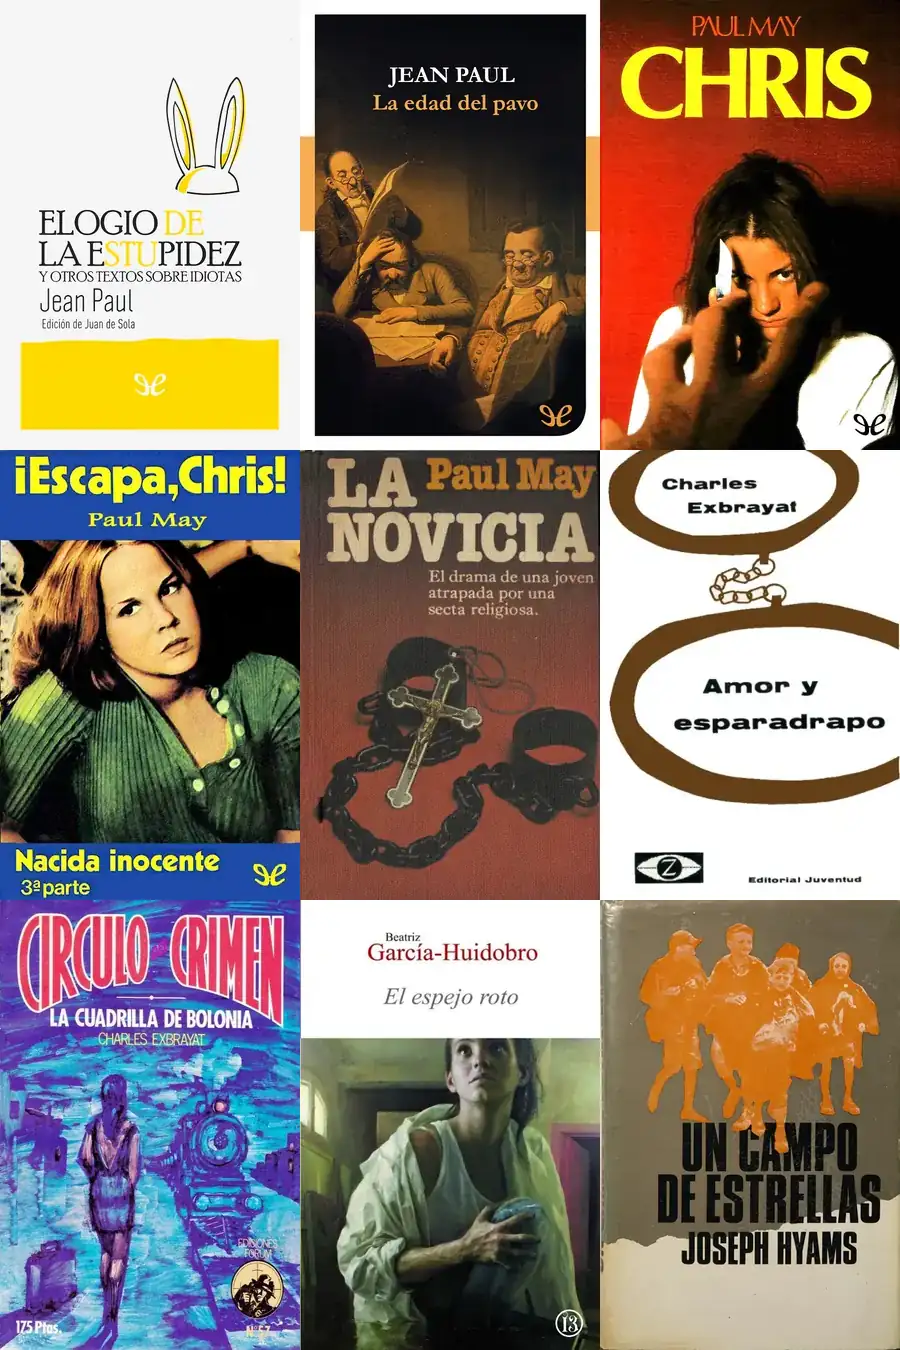 ELOGIO DE
LA ESTUPIDEZ
Y OTROS TEXTOS SOBRE IDIOTAS
Jean Paul
Edición de Juan de Sola
JEAN PAUL
La edad del pavo
PAUL MAY
CHRIS
¡Escapa, Chris!
Paul May
Nacida inocente
3ª parte
LA
NOVICIA
Paul May
El drama de una joven
atrapada por una
secta religiosa.
Charles
Exbrayat
Amor y
esparadrapo
Z
Editorial Juventud
CIRCULO del CRIMEN
LA CUADRILLA DE BOLONIA
CHARLES EXBRAYAT
EDICIONES
FORUM
175 Ptas.
Nº 57
Beatriz
García-Huidobro
El espejo roto
13
UN CAMPO
DE ESTRELLAS
JOSEPH HYAMS